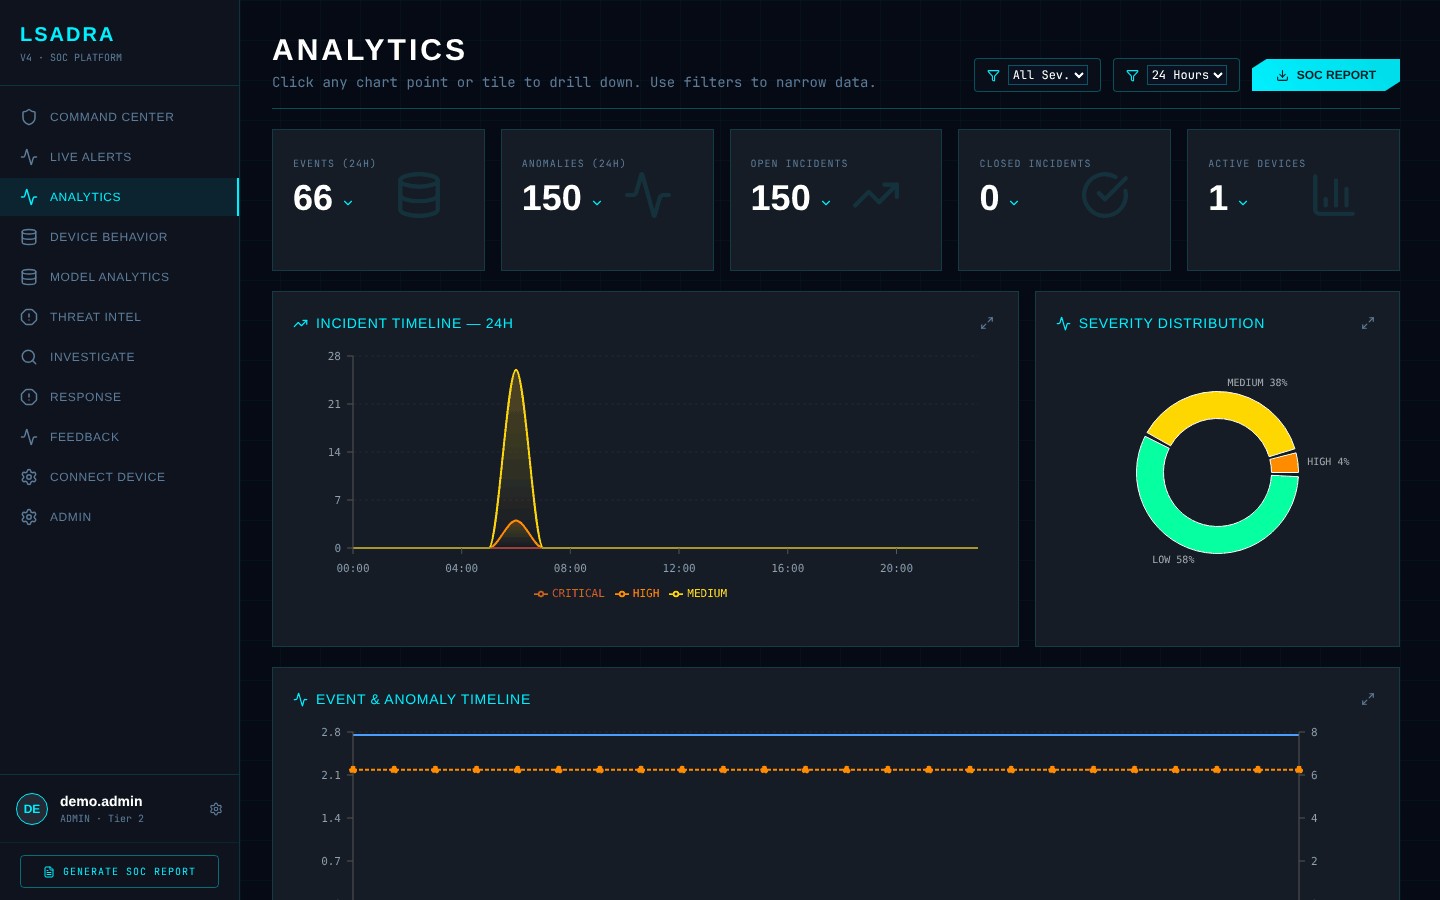 LSADRA
V4 · SOC PLATFORM
COMMAND CENTER
LIVE ALERTS
ANALYTICS
DEVICE BEHAVIOR
MODEL ANALYTICS
THREAT INTEL
INVESTIGATE
RESPONSE
FEEDBACK
CONNECT DEVICE
ADMIN
DE
demo.admin
ADMIN · Tier 2
GENERATE SOC REPORT
ANALYTICS
Click any chart point or tile to drill down. Use filters to narrow data.
All Sev.
24 Hours
SOC REPORT
EVENTS (24H)
66
ANOMALIES (24H)
150
OPEN INCIDENTS
150
CLOSED INCIDENTS
0
ACTIVE DEVICES
1
INCIDENT TIMELINE — 24H
28
21
14
7
0
00:00 04:00 08:00 12:00 16:00 20:00
CRITICAL HIGH MEDIUM
SEVERITY DISTRIBUTION
MEDIUM 38%
HIGH 4%
LOW 58%
EVENT & ANOMALY TIMELINE
2.8 8
2.1 6
1.4 4
0.7 2